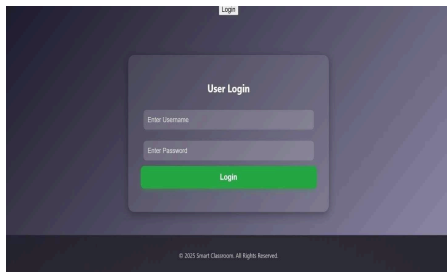 Login
User Login
Enter Username
Enter Password
Login
© 2025 Smart Classroom. All Rights Reserved.